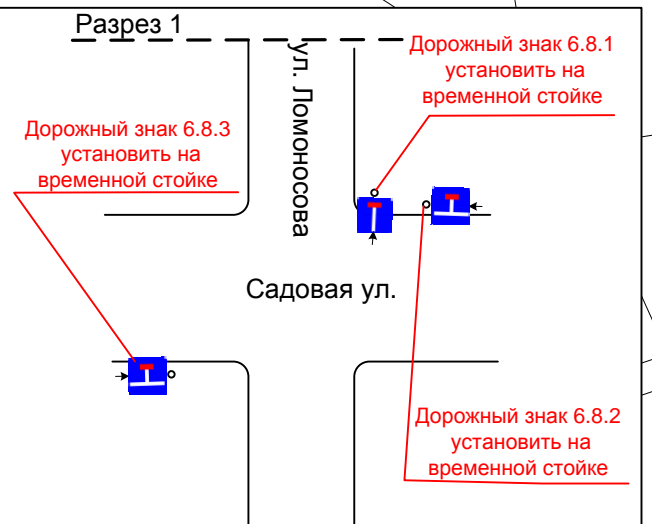 Разрез 1
ул. Ломоносова
Дорожный знак 6.8.1
установить на
временной стойке
Дорожный знак 6.8.3
установить на
временной стойке
Садовая ул.
Дорожный знак 6.8.2
установить на
временной стойке